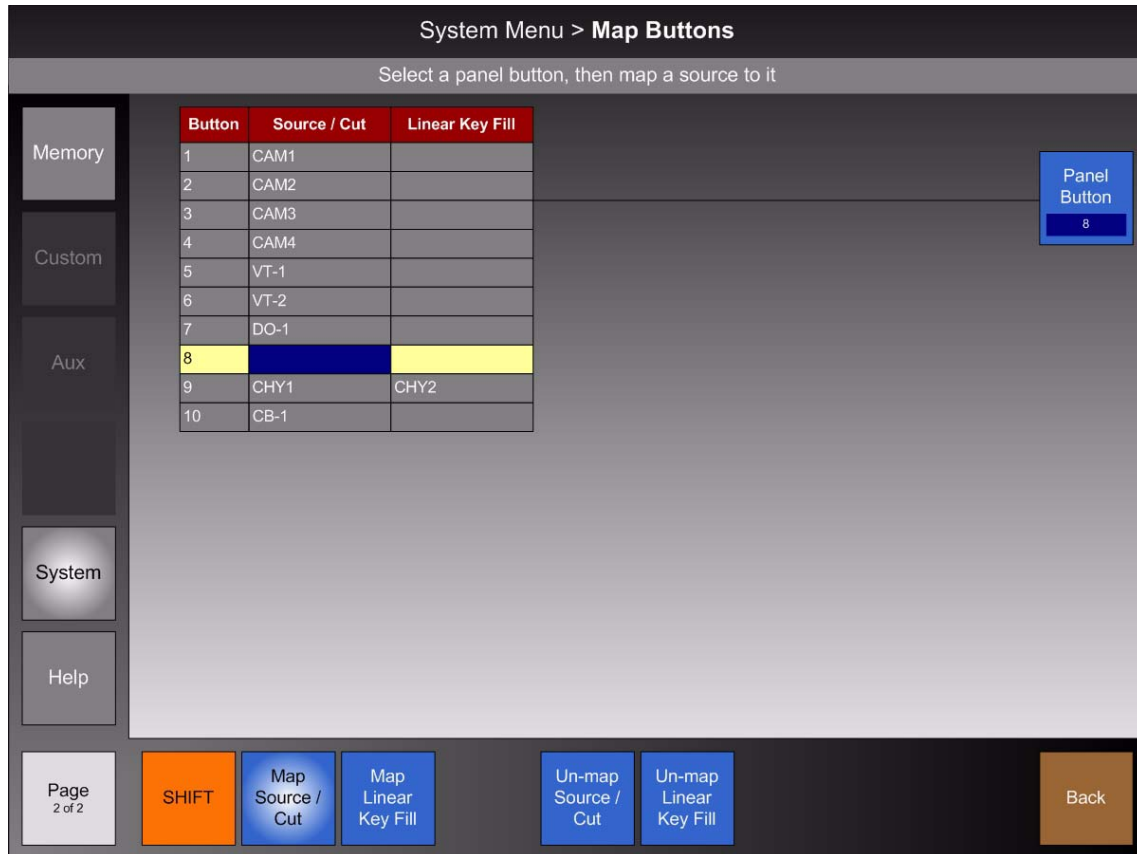 System Menu > Map Buttons
Select a panel button, then map a source to it
Memory
Custom
Aux
System
Help
Button Source / Cut Linear Key Fill
1 CAM1
2 CAM2
3 CAM3
4 CAM4
5 VT-1
6 VT-2
7 DO-1
8
9 CHY1 CHY2
10 CB-1
Panel
Button
8
Page
2 of 2
SHIFT
Map
Source /
Cut
Map
Linear
Key Fill
Un-map
Source /
Cut
Un-map
Linear
Key Fill
Back